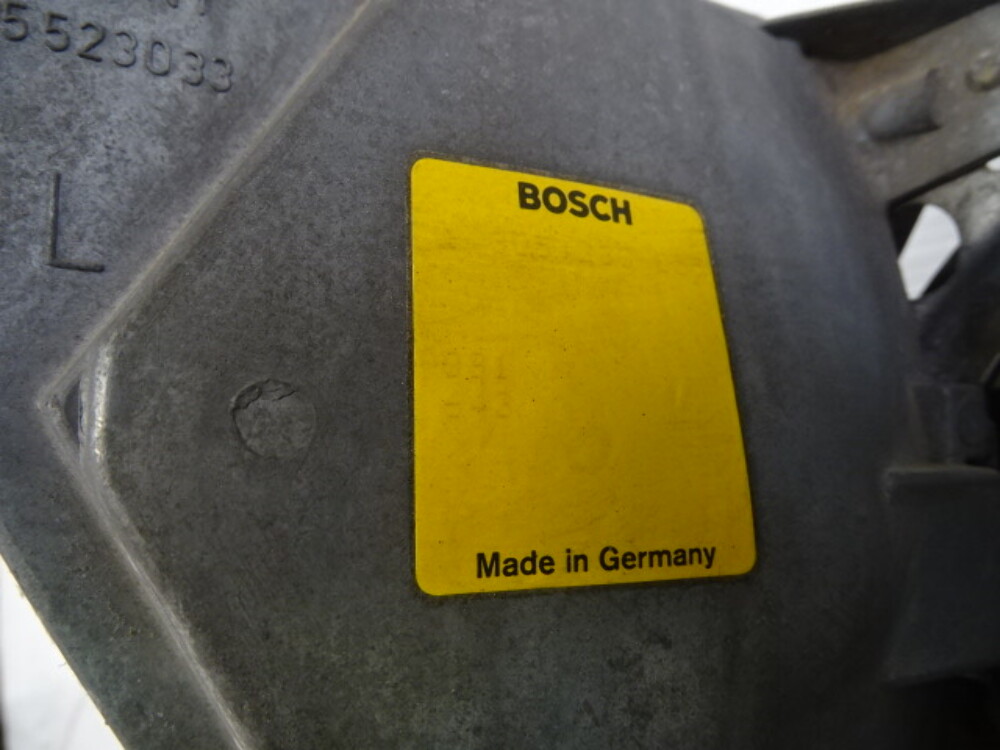 5523033
L
BOSCH
Made in Germany